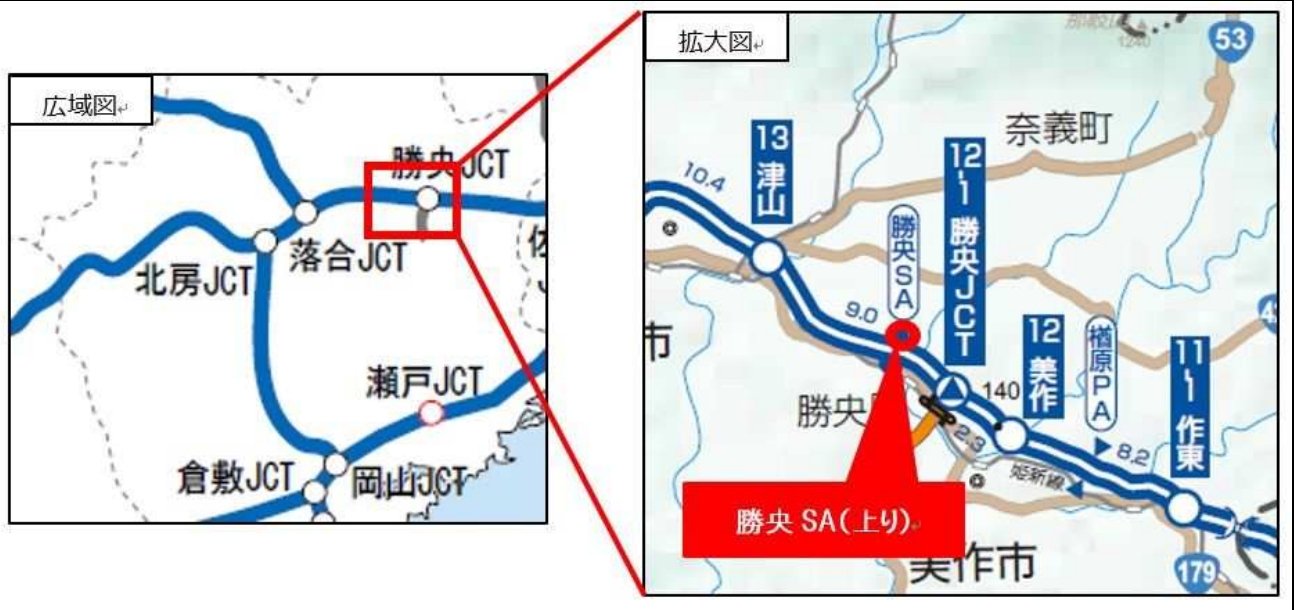 広域図
勝央JCT
落合JCT
北房JCT
瀬戸JCT
倉敷JCT
岡山JCT
拡大図
1240
53
奈義町
13 津山
10.4
12-1 勝央JCT
勝央SA
9.0
12 美作
140
楢原PA
11-1 作東
市
勝央
2.3
8.2
姫新線
勝央 SA(上り)
美作市
179